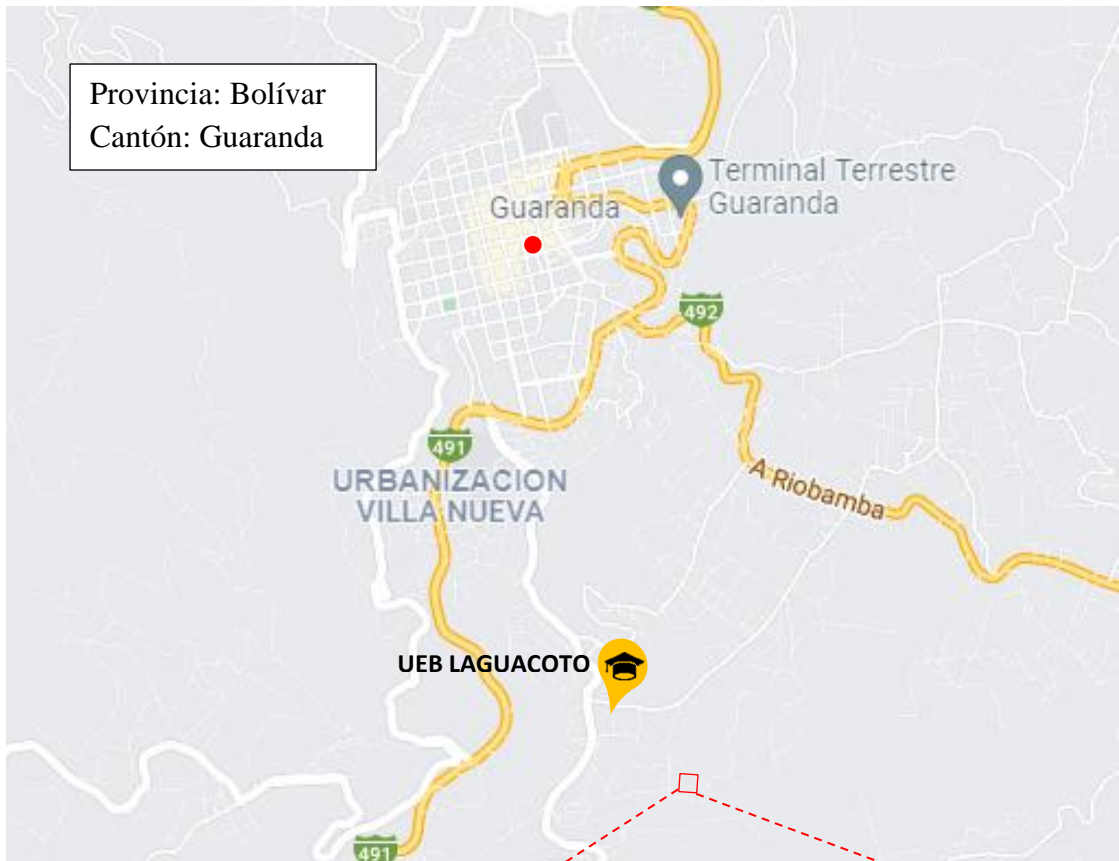 Provincia: Bolívar
Cantón: Guaranda
Terminal Terrestre
Guaranda
Guaranda
492
491
URBANIZACION
VILLA NUEVA
A Riobamba
UEB LAGUACOTO
491